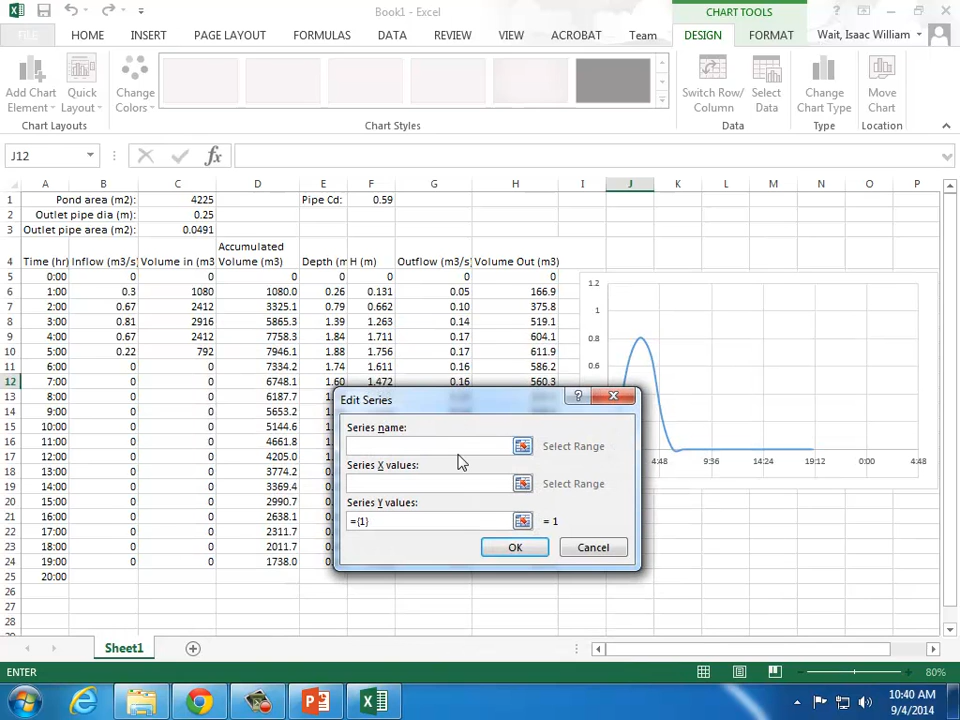 Book1 - Excel
CHART TOOLS
FILE HOME INSERT PAGE LAYOUT FORMULAS DATA REVIEW VIEW ACROBAT Team DESIGN FORMAT Wait, Isaac William
Add Chart Element Quick Layout Change Colors Switch Row/ Column Select Data Change Chart Type Move Chart
Chart Layouts Chart Styles Data Type Location
J12 fx
A B C D E F G H I J K L M N O P
1 Pond area (m2): 4225 Pipe Cd: 0.59
2 Outlet pipe dia (m): 0.25
3 Outlet pipe area (m2): 0.0491
Accumulated
4 Time (hr) Inflow (m3/s) Volume in (m3 Volume (m3) Depth (m H (m) Outflow (m3/s) Volume Out (m3)
5 0:00 0 0 0 0 0 0 0
6 1:00 0.3 1080 1080.0 0.26 0.131 0.05 166.9
7 2:00 0.67 2412 3325.1 0.79 0.662 0.10 375.8
8 3:00 0.81 2916 5865.3 1.39 1.263 0.14 519.1
9 4:00 0.67 2412 7758.3 1.84 1.711 0.17 604.1
10 5:00 0.22 792 7946.1 1.88 1.756 0.17 611.9
11 6:00 0 0 7334.2 1.74 1.611 0.16 586.2
12 7:00 0 0 6748.1 1.60 1.472 0.16 560.3
13 8:00 0 0 6187.7
14 9:00 0 0 5653.2
15 10:00 0 0 5144.6
16 11:00 0 0 4661.8
17 12:00 0 0 4205.0
18 13:00 0 0 3774.2
19 14:00 0 0 3369.4
20 15:00 0 0 2990.7
21 16:00 0 0 2638.1
22 17:00 0 0 2311.7
23 18:00 0 0 2011.7
24 19:00 0 0 1738.0
25 20:00
26
27
28
1.2
1
0.8
0.6
4:48 9:36 14:24 19:12 0:00 4:48
Edit Series
Series name:
Select Range
Series X values:
Select Range
Series Y values:
={1} = 1
OK Cancel
Sheet1
ENTER 80%
10:40 AM
9/4/2014